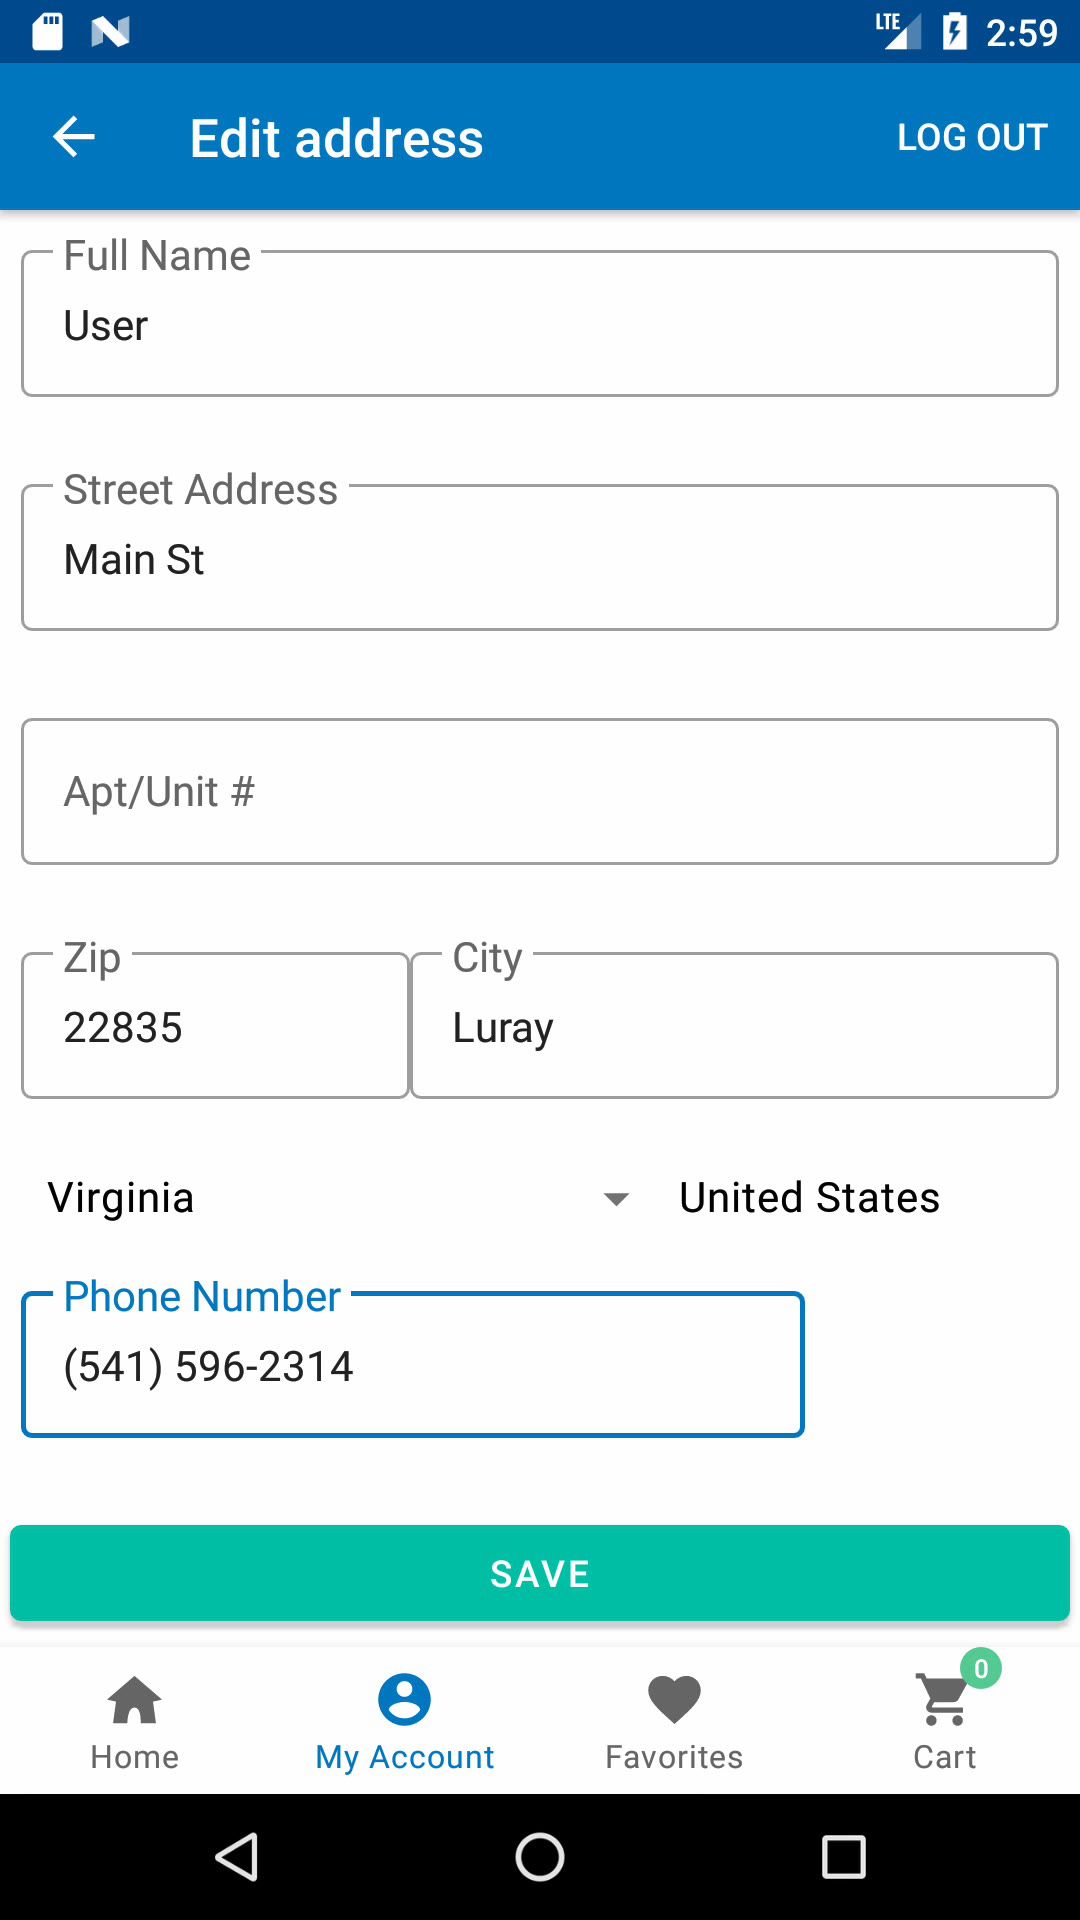 LTE 2:59
Edit address LOG OUT
Full Name
User
Street Address
Main St
Apt/Unit #
Zip City
22835 Luray
Virginia United States
Phone Number
(541) 596-2314
SAVE
0
Home My Account Favorites Cart